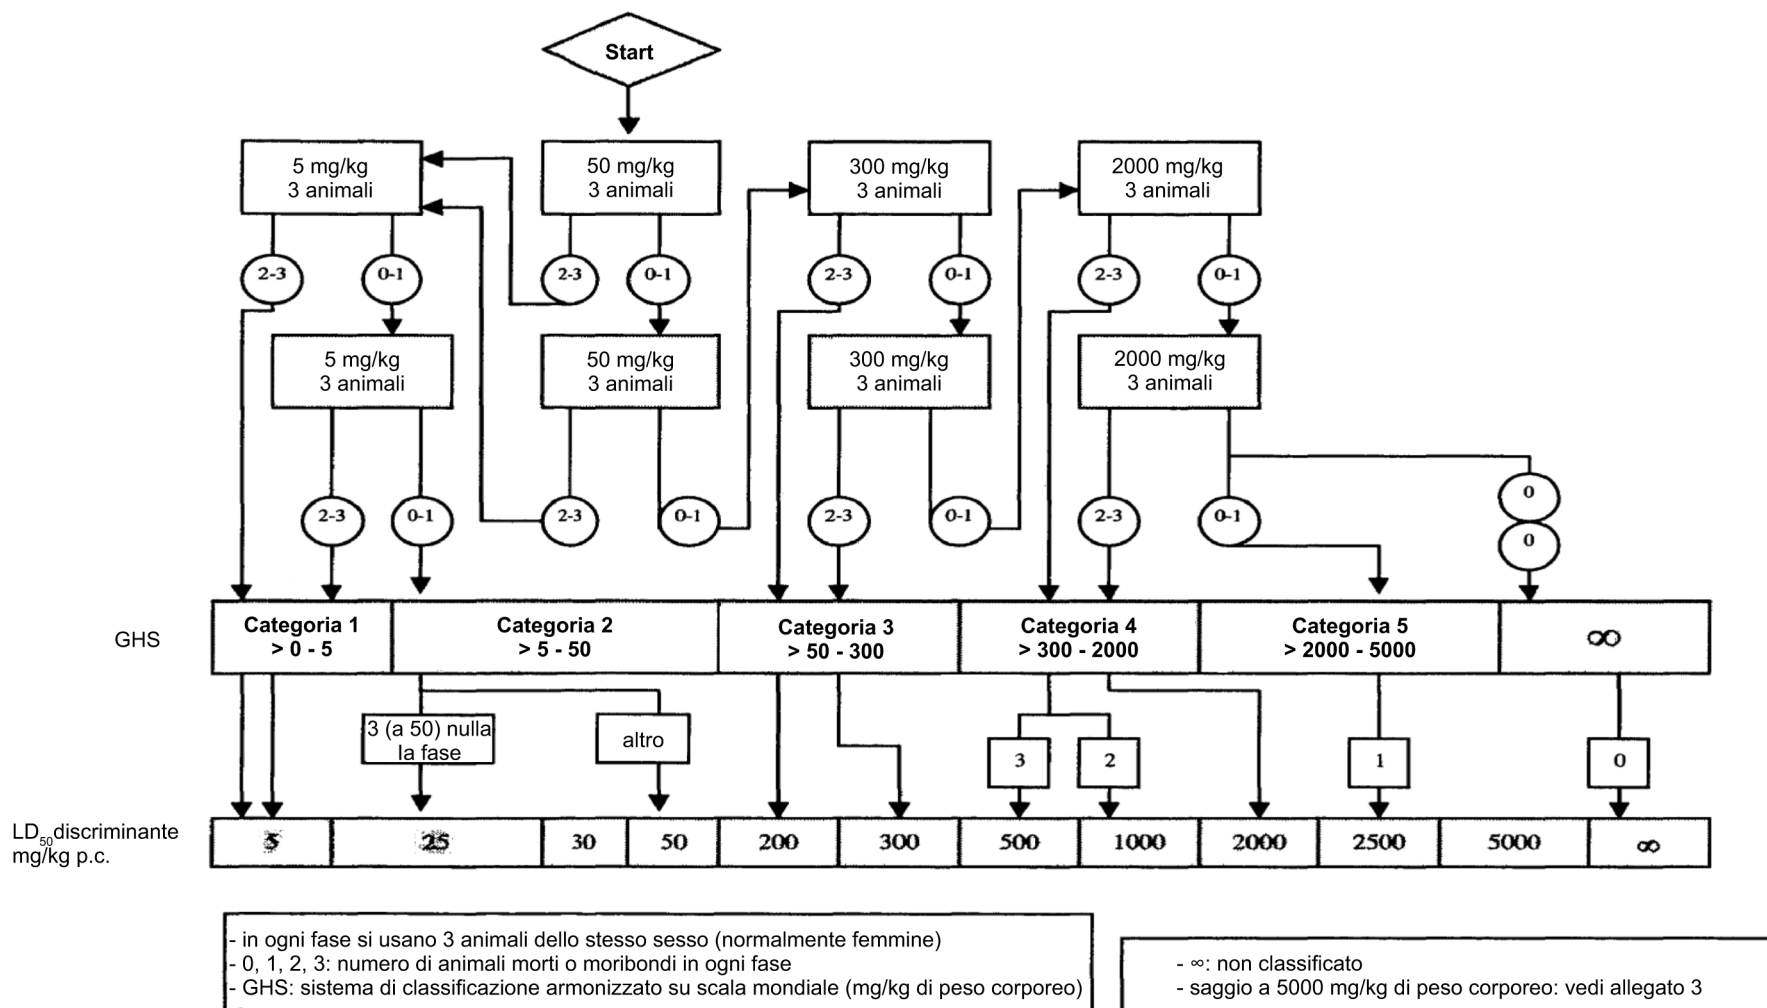 Start
5 mg/kg
3 animali
50 mg/kg
3 animali
300 mg/kg
3 animali
2000 mg/kg
3 animali
2-3
0-1
2-3
0-1
2-3
0-1
2-3
0-1
5 mg/kg
3 animali
50 mg/kg
3 animali
300 mg/kg
3 animali
2000 mg/kg
3 animali
2-3
0-1
2-3
0-1
2-3
0-1
2-3
0-1
0
0
GHS
Categoria 1
> 0 - 5
Categoria 2
> 5 - 50
Categoria 3
> 50 - 300
Categoria 4
> 300 - 2000
Categoria 5
> 2000 - 5000
∞
3 (a 50) nulla
la fase
altro
3
2
1
0
LD50 discriminante
mg/kg p.c.
5
25
30
50
200
300
500
1000
2000
2500
5000
∞
- in ogni fase si usano 3 animali dello stesso sesso (normalmente femmine)
- 0, 1, 2, 3: numero di animali morti o moribondi in ogni fase
- GHS: sistema di classificazione armonizzato su scala mondiale (mg/kg di peso corporeo)
- ∞: non classificato
- saggio a 5000 mg/kg di peso corporeo: vedi allegato 3